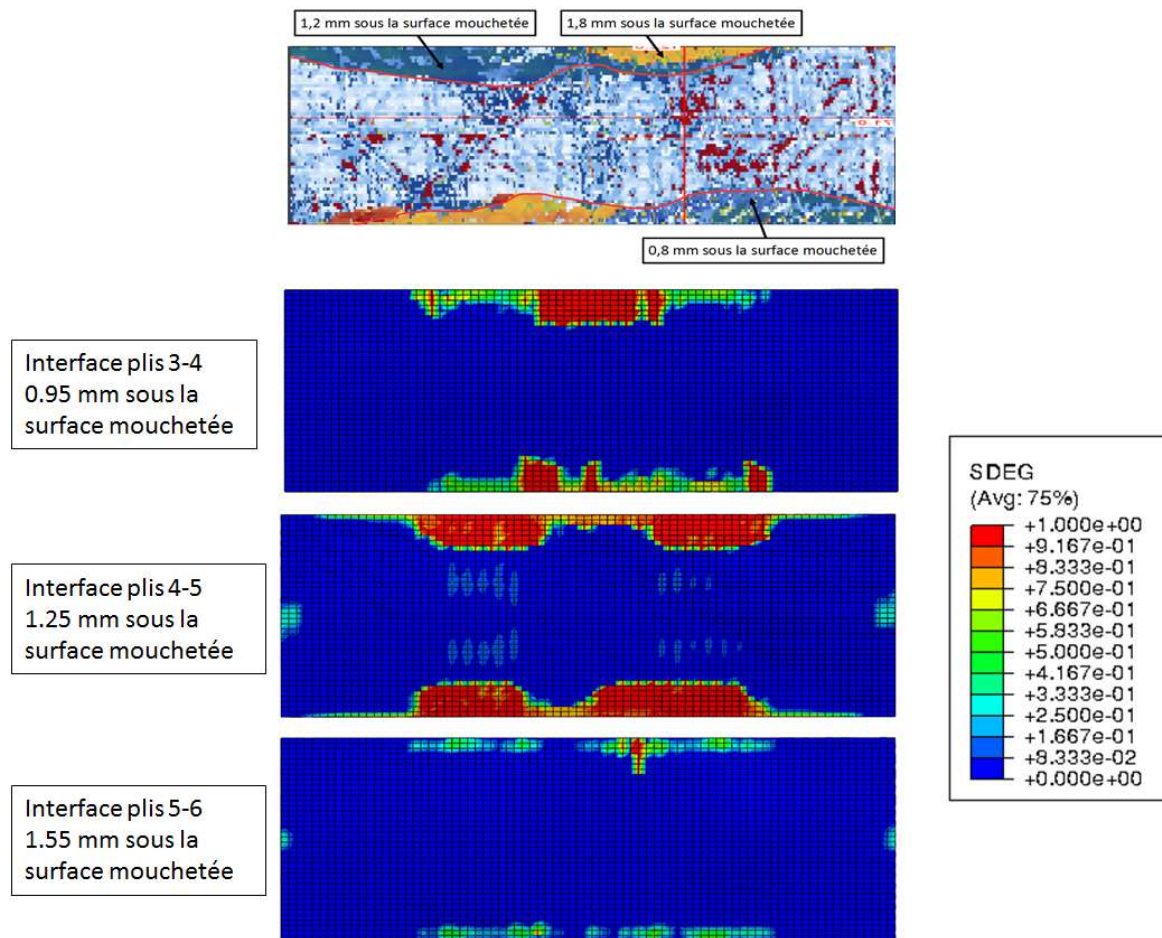 1,2 mm sous la surface mouchetée
1,8 mm sous la surface mouchetée
0,8 mm sous la surface mouchetée
Interface plis 3-4
0.95 mm sous la
surface mouchetée
Interface plis 4-5
1.25 mm sous la
surface mouchetée
Interface plis 5-6
1.55 mm sous la
surface mouchetée
SDEG
(Avg: 75%)
+1.000e+00
+9.167e-01
+8.333e-01
+7.500e-01
+6.667e-01
+5.833e-01
+5.000e-01
+4.167e-01
+3.333e-01
+2.500e-01
+1.667e-01
+8.333e-02
+0.000e+00